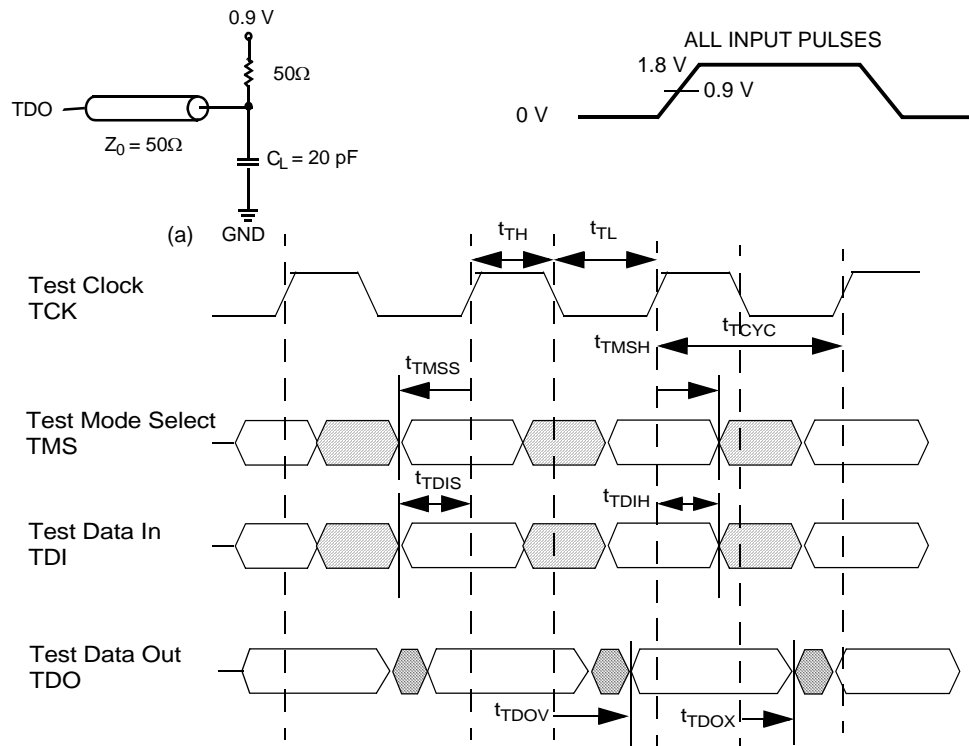 0.9 V
50Ω
TDO
Z0 = 50Ω
CL = 20 pF
(a)
GND
ALL INPUT PULSES
1.8 V
0.9 V
0 V
tTH
tTL
Test Clock
TCK
tTCYC
tTMSH
tTMSS
Test Mode Select
TMS
tTDIS
tTDIH
Test Data In
TDI
Test Data Out
TDO
tTDOV
tTDOX